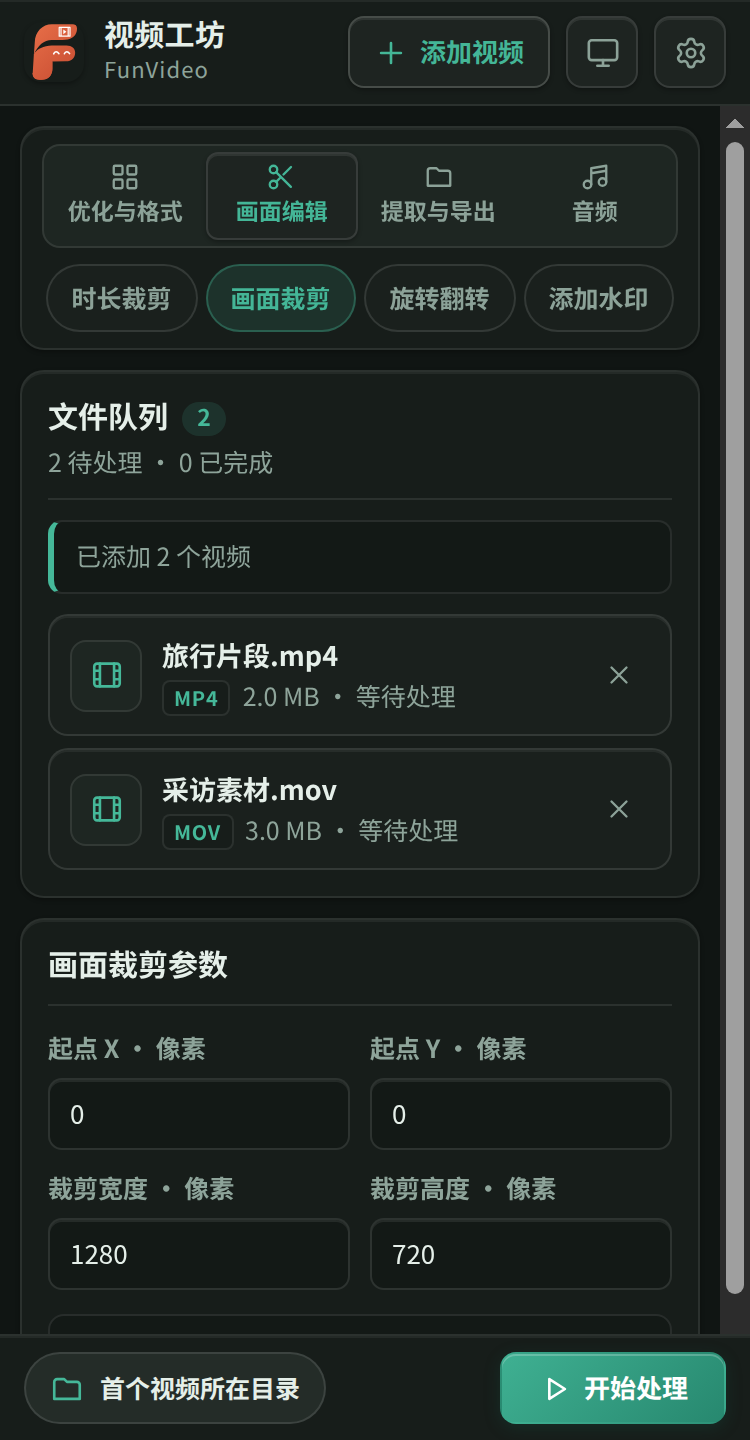 视频工坊
FunVideo
添加视频
优化与格式
画面编辑
提取与导出
音频
时长裁剪
画面裁剪
旋转翻转
添加水印
文件队列 2
2 待处理 • 0 已完成
已添加 2 个视频
旅行片段.mp4
MP4 2.0 MB • 等待处理
采访素材.mov
MOV 3.0 MB • 等待处理
画面裁剪参数
起点 X • 像素
起点 Y • 像素
0
0
裁剪宽度 • 像素
裁剪高度 • 像素
1280
720
首个视频所在目录
开始处理